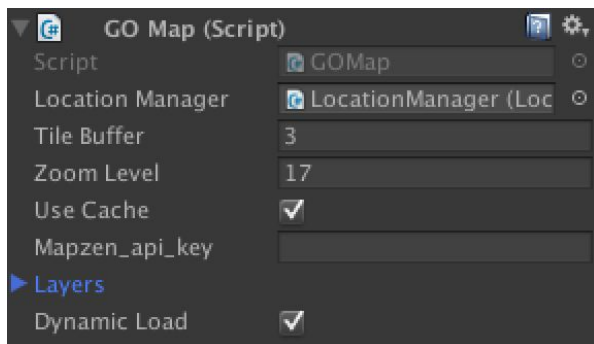 GO Map (Script)
Script GOMap
Location Manager LocationManager (Loc
Tile Buffer 3
Zoom Level 17
Use Cache
Mapzen_api_key
Layers
Dynamic Load